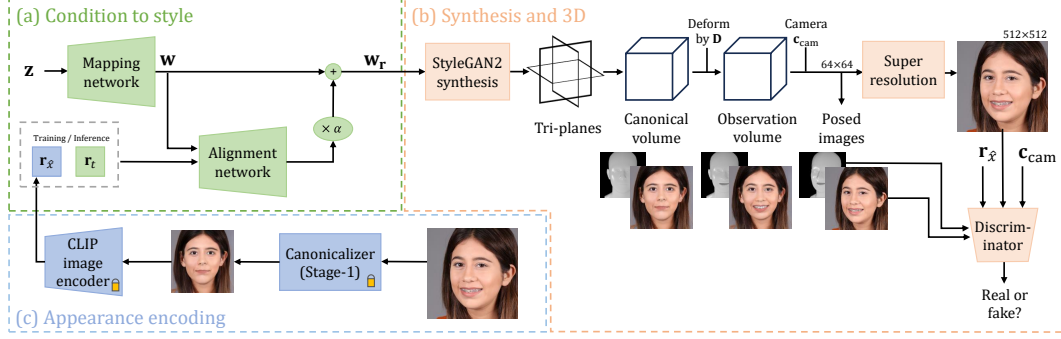 (a) Condition to style
z
Mapping
network
w
+
w_r
× α
Training / Inference
r_x̂
r_t
Alignment
network
(b) Synthesis and 3D
StyleGAN2
synthesis
Tri-planes
Canonical
volume
Deform
by D
Observation
volume
Camera
c_cam
64×64
Posed
images
Super
resolution
512×512
r_x̂
c_cam
Discrim-
inator
Real or
fake?
CLIP
image
encoder
Canonicalizer
(Stage-1)
(c) Appearance encoding